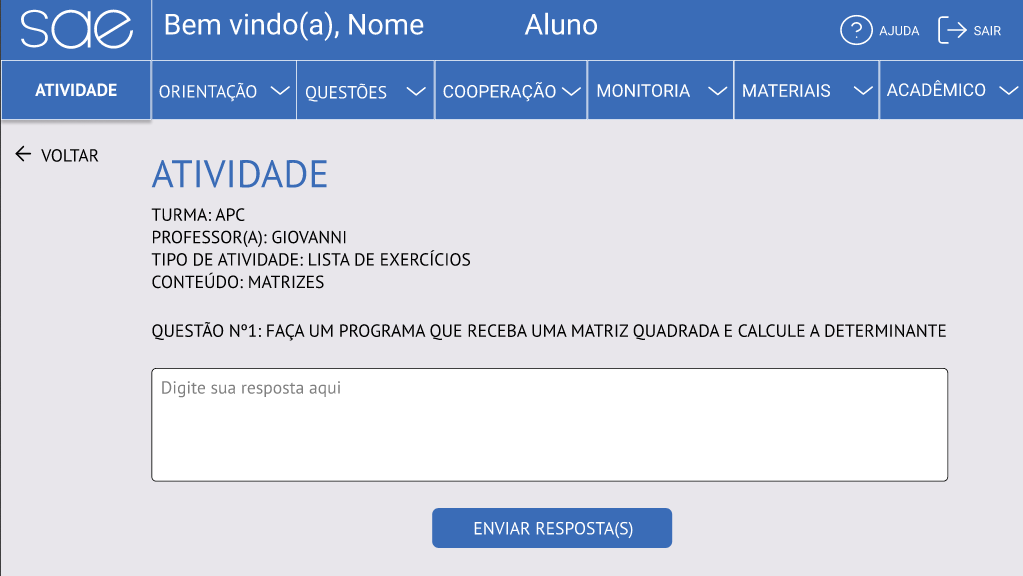 sae Bem vindo(a), Nome Aluno AJUDA SAIR
ATIVIDADE ORIENTAÇÃO QUESTÕES COOPERAÇÃO MONITORIA MATERIAIS ACADÊMICO
VOLTAR
ATIVIDADE
TURMA: APC
PROFESSOR(A): GIOVANNI
TIPO DE ATIVIDADE: LISTA DE EXERCÍCIOS
CONTEÚDO: MATRIZES
QUESTÃO Nº1: FAÇA UM PROGRAMA QUE RECEBA UMA MATRIZ QUADRADA E CALCULE A DETERMINANTE
Digite sua resposta aqui
ENVIAR RESPOSTA(S)